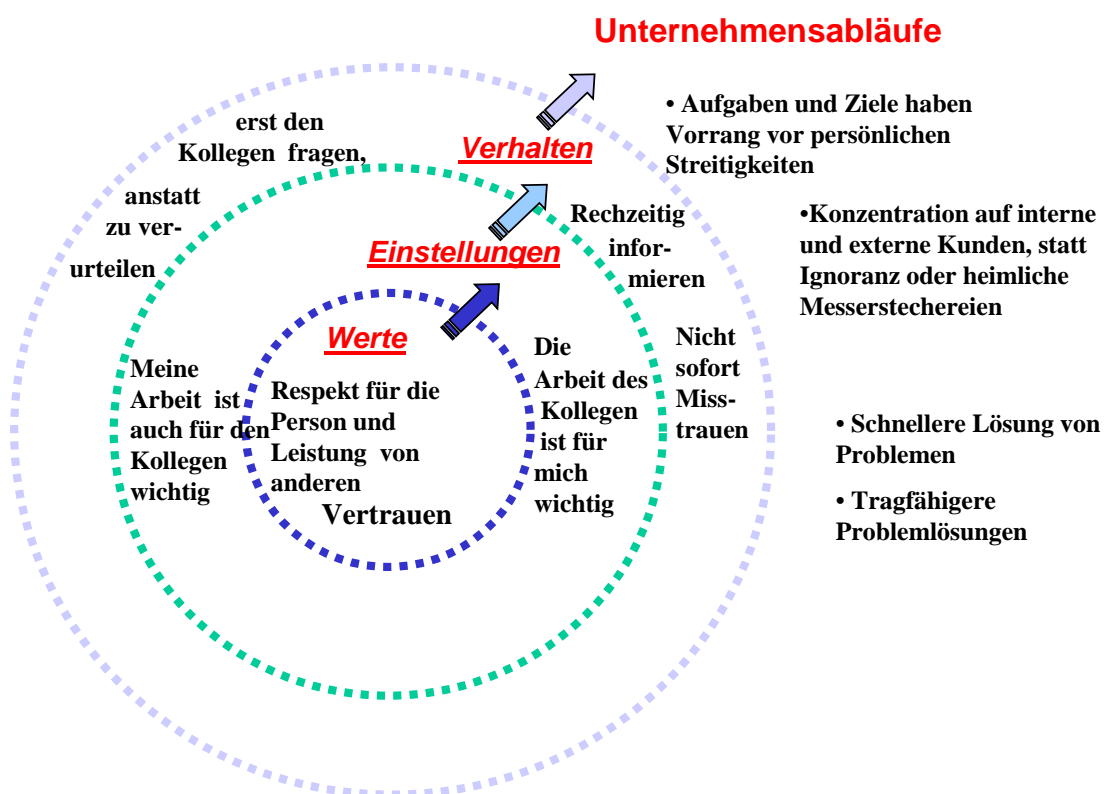 Unternehmensabläufe
• Aufgaben und Ziele haben
Vorrang vor persönlichen
Streitigkeiten
•Konzentration auf interne
und externe Kunden, statt
Ignoranz oder heimliche
Messerstechereien
• Schnellere Lösung von
Problemen
• Tragfähigere
Problemlösungen
Verhalten
erst den
Kollegen fragen,
anstatt
zu ver-
urteilen
Rechzeitig
infor-
mieren
Nicht
sofort
Miss-
trauen
Einstellungen
Meine
Arbeit ist
auch für den
Kollegen
wichtig
Die
Arbeit des
Kollegen
ist für
mich
wichtig
Werte
Respekt für die
Person und
Leistung von
anderen
Vertrauen